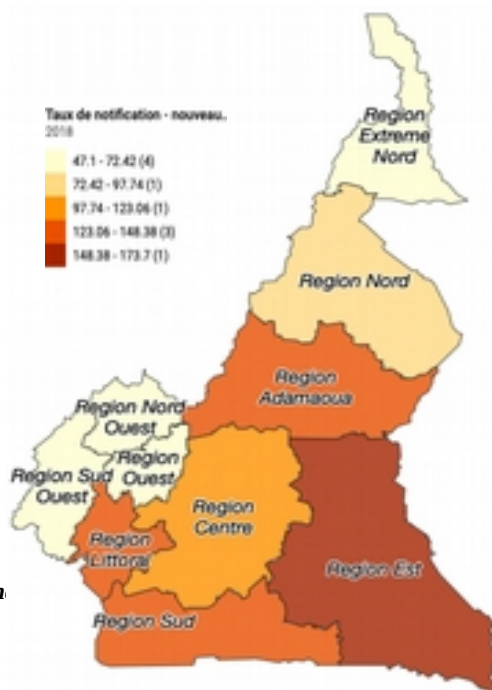 Taux de notification - nouveau..
2018
47.1 - 72.42 (4)
72.42 - 97.74 (1)
97.74 - 123.06 (1)
123.06 - 148.38 (3)
148.38 - 173.7 (1)
Region
Extreme
Nord
Region Nord
Region
Adamaoua
Region Nord
Ouest
Region
Ouest
Region Sud
Ouest
Region
Centre
Region
Littoral
Region Est
Region Sud